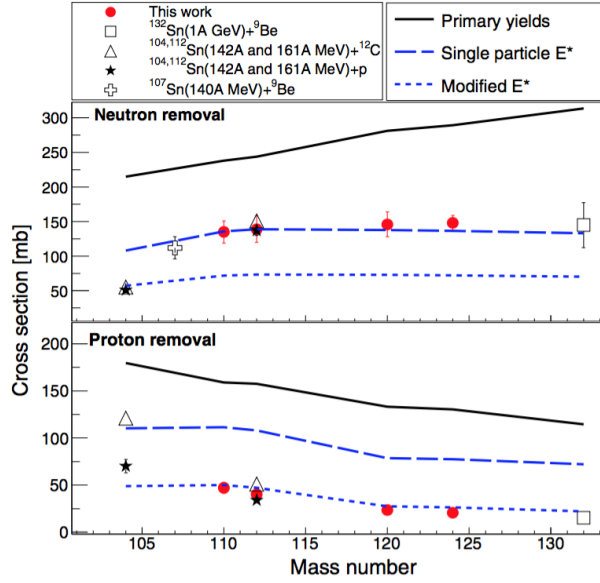 This work
¹³²Sn(1A GeV)+⁹Be
¹⁰⁴,¹¹²Sn(142A and 161A MeV)+¹²C
¹⁰⁴,¹¹²Sn(142A and 161A MeV)+p
¹⁰⁷Sn(140A MeV)+⁹Be
Primary yields
Single particle E*
Modified E*
Neutron removal
300
250
200
150
100
50
Proton removal
200
150
100
50
0
Cross section [mb]
105 110 115 120 125 130
Mass number